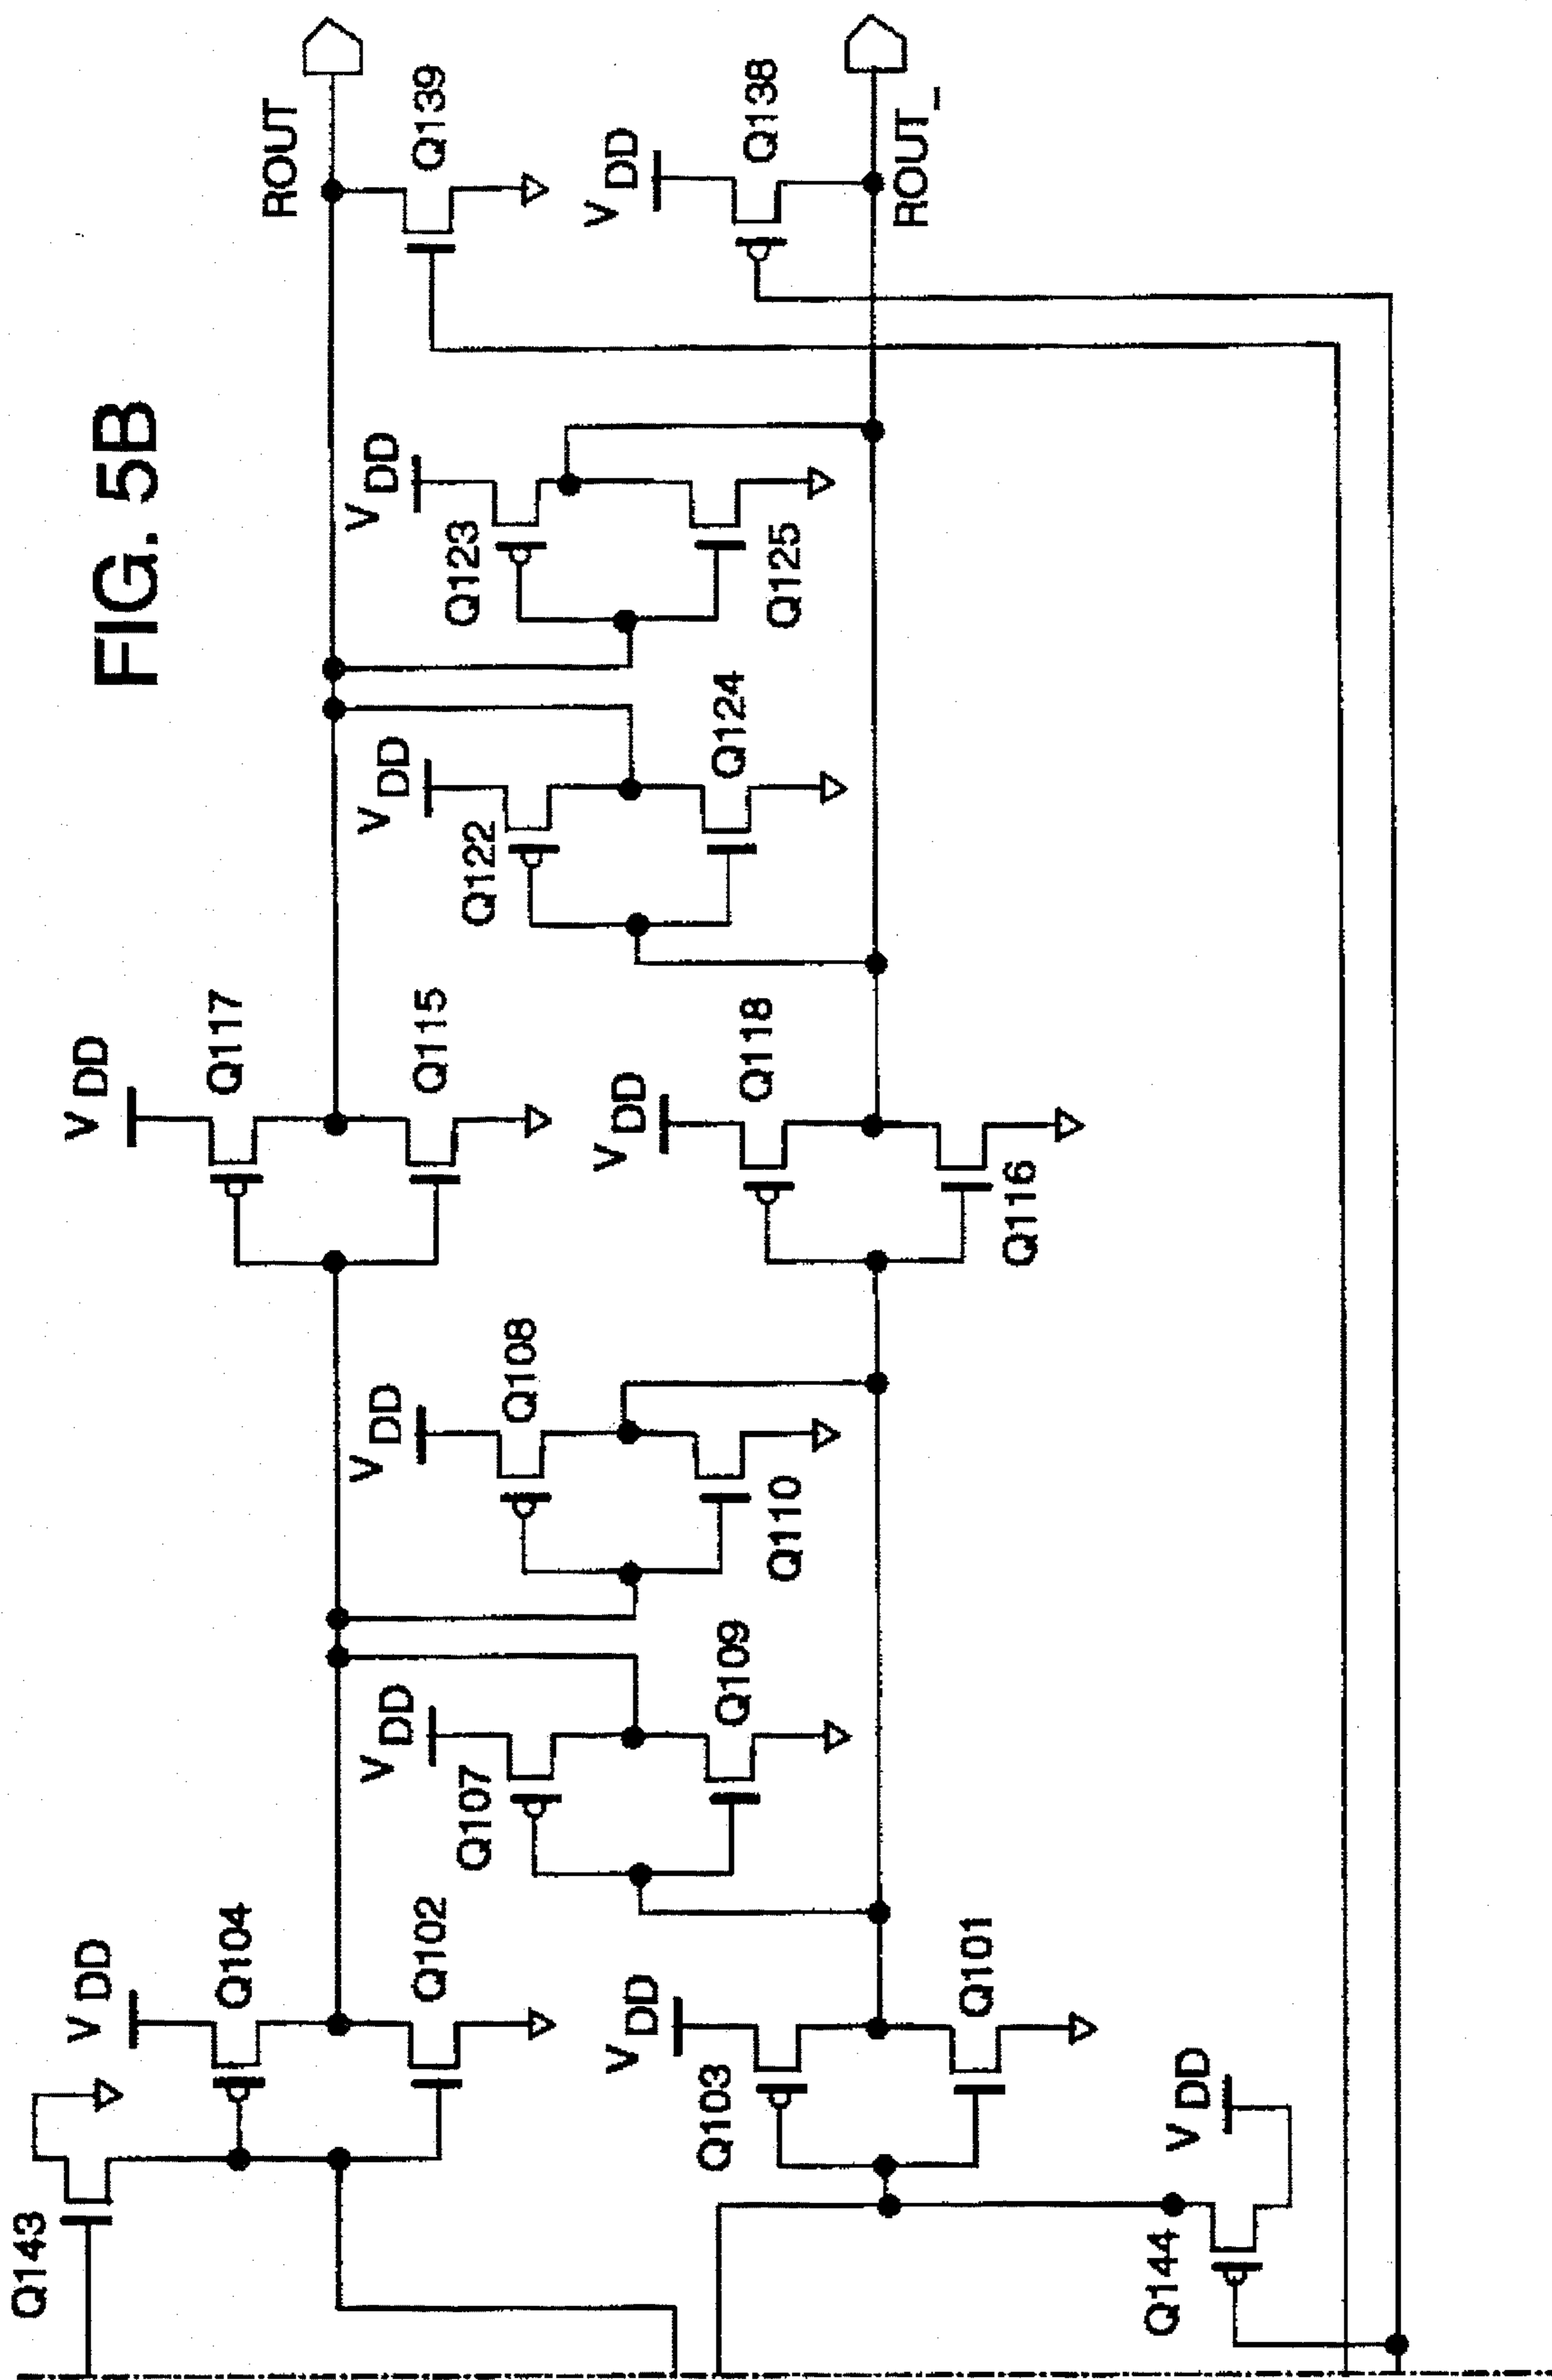 FIG. 5B
ROUT
Q139
VDD
Q138
ROUT_
VDD
Q123
Q125
VDD
Q122
Q124
VDD
Q117
Q115
VDD
Q118
Q116
VDD
Q108
Q110
VDD
Q107
Q109
VDD
Q104
Q102
Q143
VDD
Q103
Q101
VDD
Q144